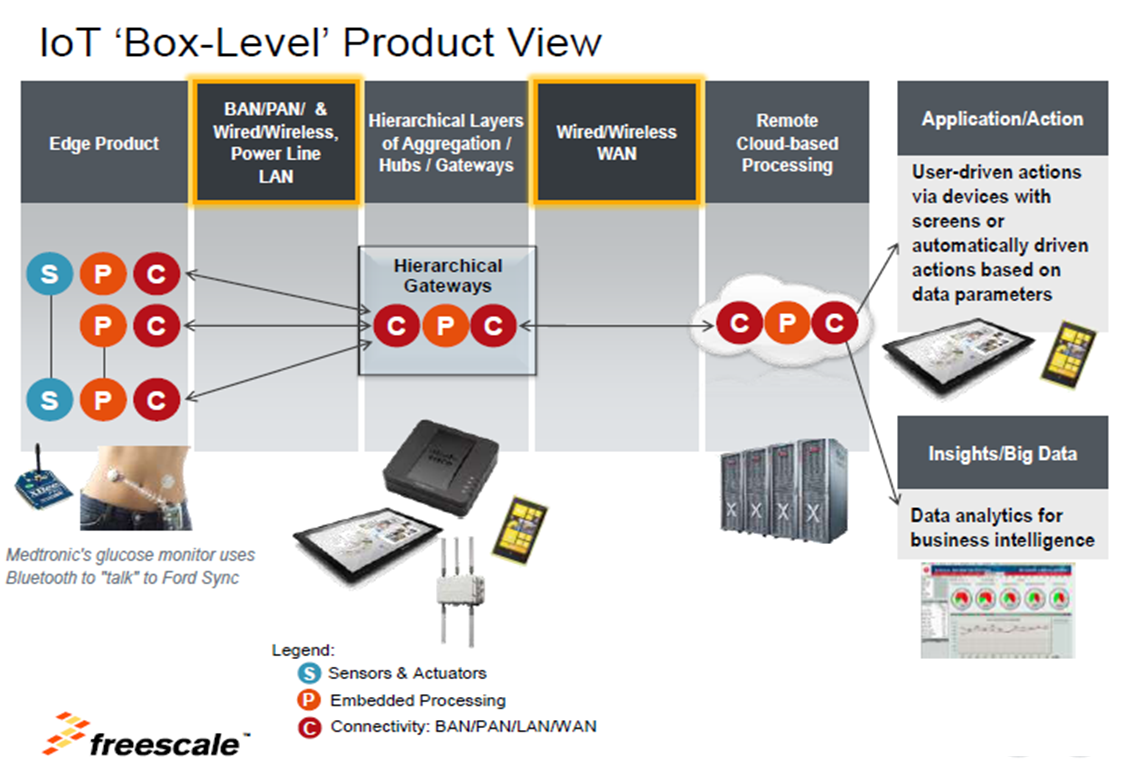 IoT ‘Box-Level’ Product View
Edge Product
BAN/PAN/ &
Wired/Wireless,
Power Line
LAN
Hierarchical Layers
of Aggregation /
Hubs / Gateways
Wired/Wireless
WAN
Remote
Cloud-based
Processing
Application/Action
User-driven actions
via devices with
screens or
automatically driven
actions based on
data parameters
S P C
P C
S P C
Hierarchical
Gateways
C P C
C P C
Insights/Big Data
Data analytics for
business intelligence
XBee
X X X X
Medtronic's glucose monitor uses
Bluetooth to "talk" to Ford Sync
Legend:
S Sensors & Actuators
P Embedded Processing
C Connectivity: BAN/PAN/LAN/WAN
freescale™